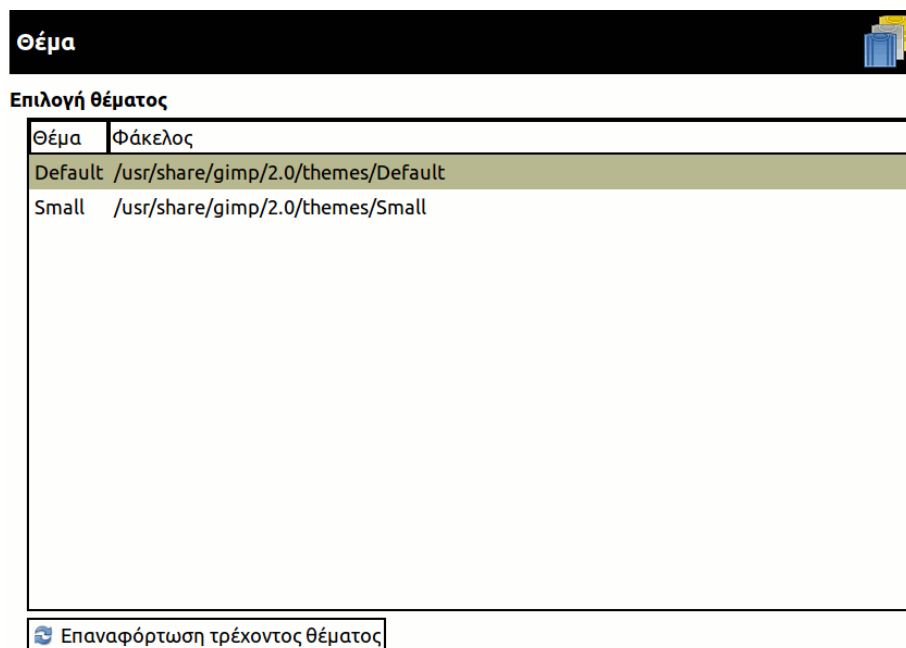 Θέμα
Επιλογή θέματος
Θέμα Φάκελος
Default /usr/share/gimp/2.0/themes/Default
Small /usr/share/gimp/2.0/themes/Small
Επαναφόρτωση τρέχοντος θέματος